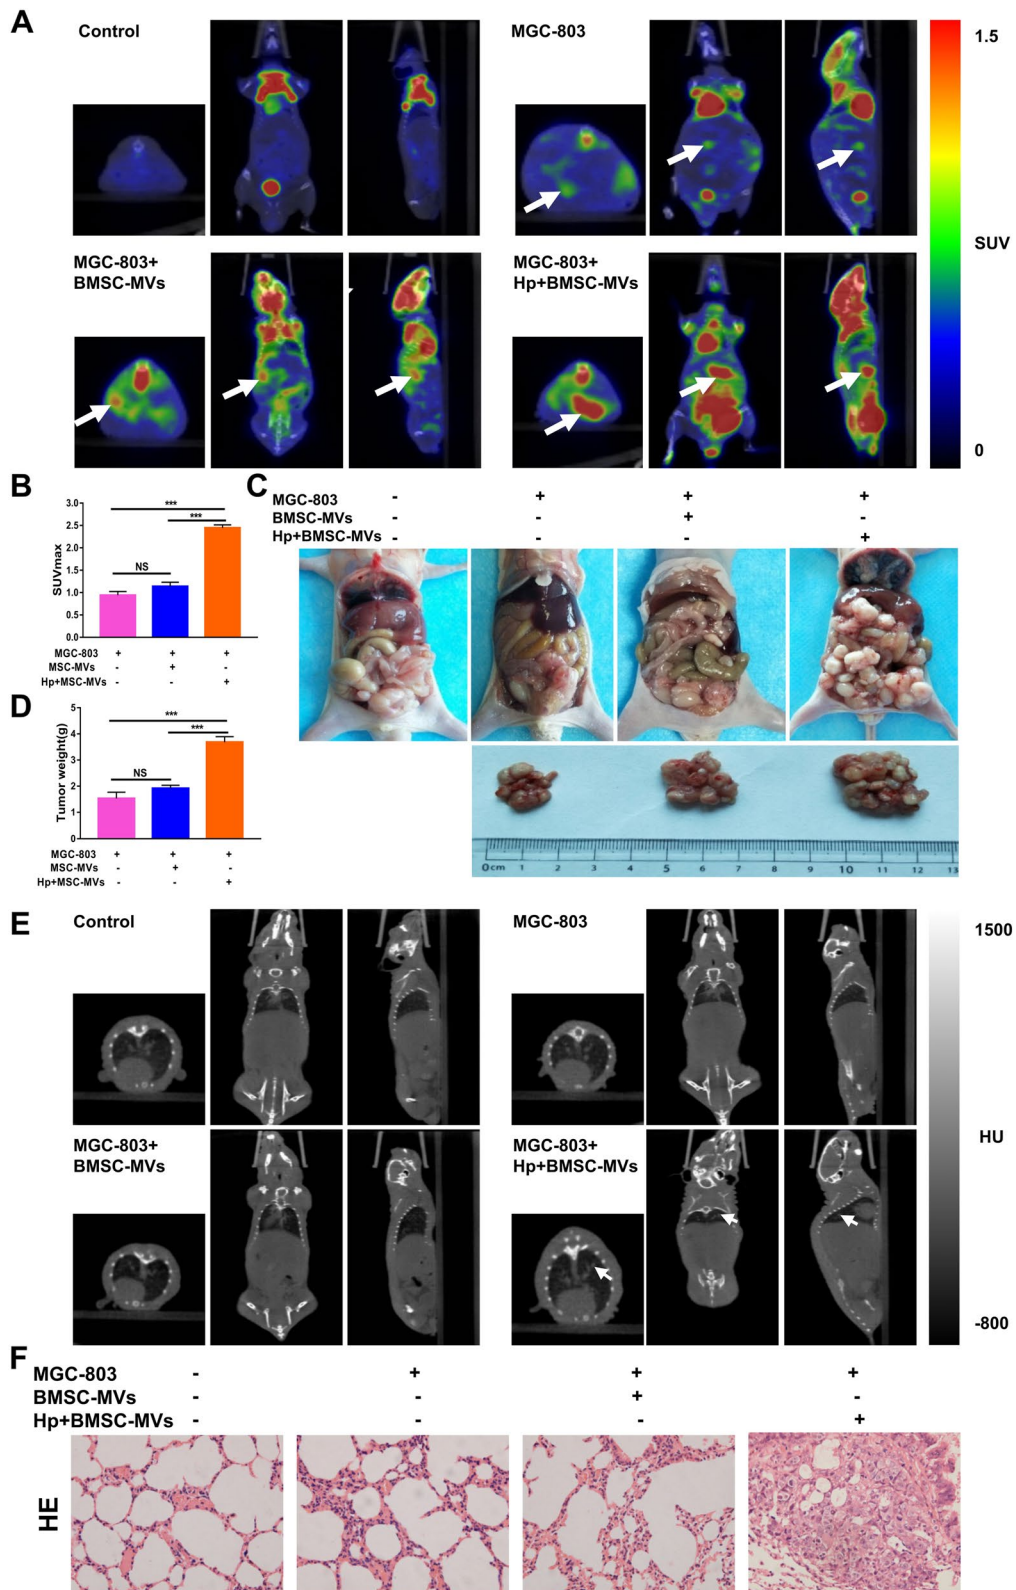 A
Control
MGC-803
1.5
SUV
0
MGC-803+
BMSC-MVs
MGC-803+
Hp+BMSC-MVs
B
SUVmax
3.0
2.5
2.0
1.5
1.0
0.5
0.0
***
***
NS
MGC-803 + + +
MSC-MVs - + -
Hp+MSC-MVs - - +
C
MGC-803 - + + +
BMSC-MVs - - + -
Hp+BMSC-MVs - - - +
0cm 1 2 3 4 5 6 7 8 9 10 11 12 13
D
Tumor weight(g)
5
4
3
2
1
0
***
***
NS
MGC-803 + + +
MSC-MVs - + -
Hp+MSC-MVs - - +
E
Control
MGC-803
1500
HU
-800
MGC-803+
BMSC-MVs
MGC-803+
Hp+BMSC-MVs
F
MGC-803 - + + +
BMSC-MVs - - + -
Hp+BMSC-MVs - - - +
HE